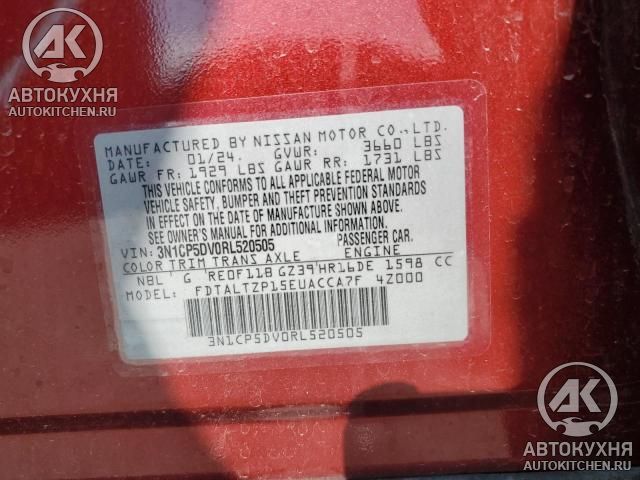 АК
АВТОКУХНЯ
AUTOKITCHEN.RU
MANUFACTURED BY NISSAN MOTOR CO.,LTD.
DATE: 01/24. GVWR: 3660 LBS
GAWR FR: 1929 LBS GAWR RR: 1731 LBS
THIS VEHICLE CONFORMS TO ALL APPLICABLE FEDERAL MOTOR
VEHICLE SAFETY, BUMPER AND THEFT PREVENTION STANDARDS
IN EFFECT ON THE DATE OF MANUFACTURE SHOWN ABOVE.
SEE OWNER'S MANUAL FOR ADDITIONAL INFORMATION.
VIN: 3N1CP5DV0RL520505 PASSENGER CAR.
COLOR TRIM TRANS AXLE ENGINE
NBL G RE0F11B GZ39 HR16DE 1598 CC
MODEL: FDTALTZP15EUACCA7F 4Z000
3N1CP5DV0RL520505
АК
АВТОКУХНЯ
AUTOKITCHEN.RU